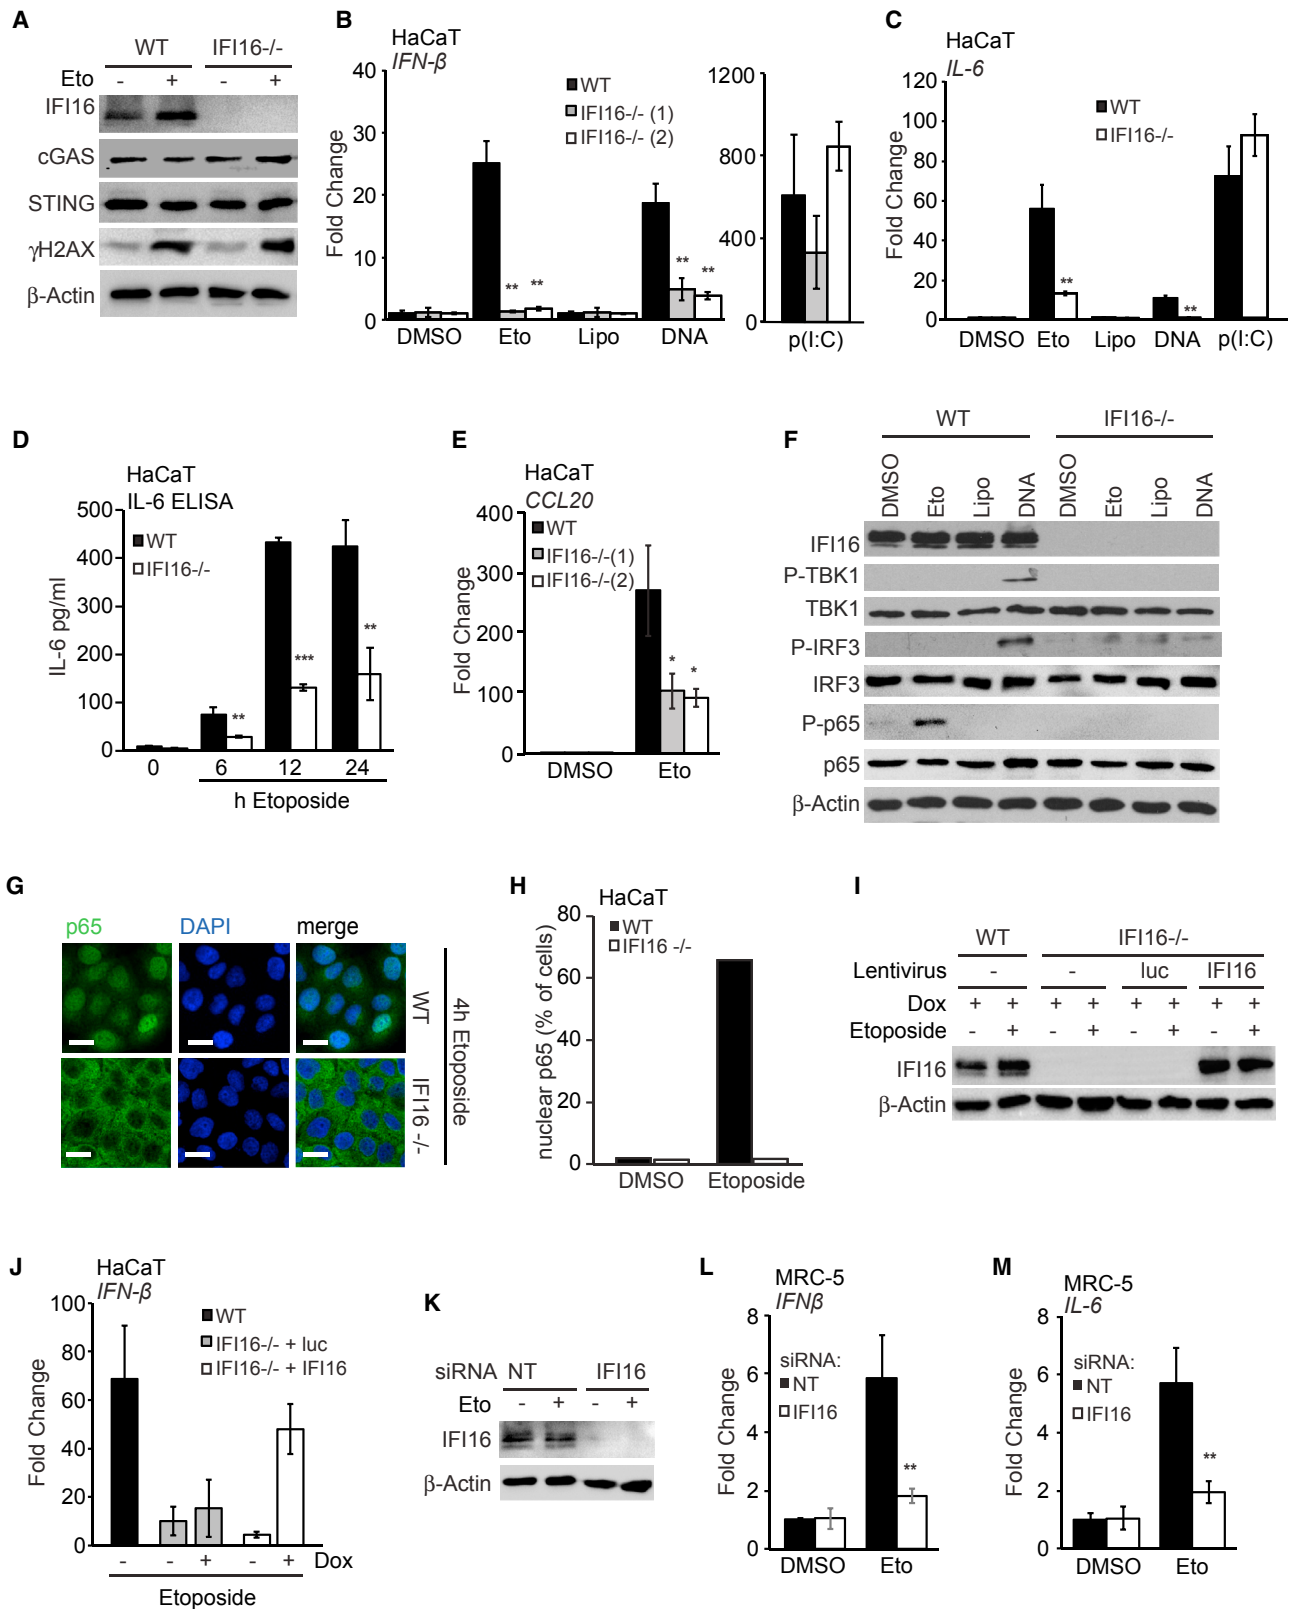 A
WT IFI16-/-
Eto - + - +
IFI16
cGAS
STING
γH2AX
β-Actin
B
HaCaT
IFN-β
Fold Change
40
30
20
10
0
WT
IFI16-/- (1)
IFI16-/- (2)
** **
** **
DMSO Eto Lipo DNA
1200
800
400
0
p(I:C)
C
HaCaT
IL-6
Fold Change
120
100
80
60
40
20
0
WT
IFI16-/-
**
**
DMSO Eto Lipo DNA p(I:C)
D
HaCaT
IL-6 ELISA
IL-6 pg/ml
500
400
300
200
100
0
WT
IFI16-/-
**
***
**
0 6 12 24
h Etoposide
E
HaCaT
CCL20
Fold Change
400
300
200
100
0
WT
IFI16-/-(1)
IFI16-/-(2)
* *
DMSO Eto
F
WT IFI16-/-
DMSO Eto Lipo DNA DMSO Eto Lipo DNA
IFI16
P-TBK1
TBK1
P-IRF3
IRF3
P-p65
p65
β-Actin
G
p65 DAPI merge
WT
IFI16 -/-
4h Etoposide
H
HaCaT
nuclear p65 (% of cells)
80
60
40
20
0
WT
IFI16 -/-
DMSO Etoposide
I
WT IFI16-/-
Lentivirus - - luc IFI16
Dox + + + + + + + +
Etoposide - + - + - + - +
IFI16
β-Actin
J
HaCaT
IFN-β
Fold Change
100
80
60
40
20
0
WT
IFI16-/- + luc
IFI16-/- + IFI16
- - + - + Dox
Etoposide
K
siRNA NT IFI16
Eto - + - +
IFI16
β-Actin
L
MRC-5
IFNβ
Fold Change
8
6
4
2
0
siRNA:
NT
IFI16
**
DMSO Eto
M
MRC-5
IL-6
Fold Change
8
6
4
2
0
siRNA:
NT
IFI16
**
DMSO Eto